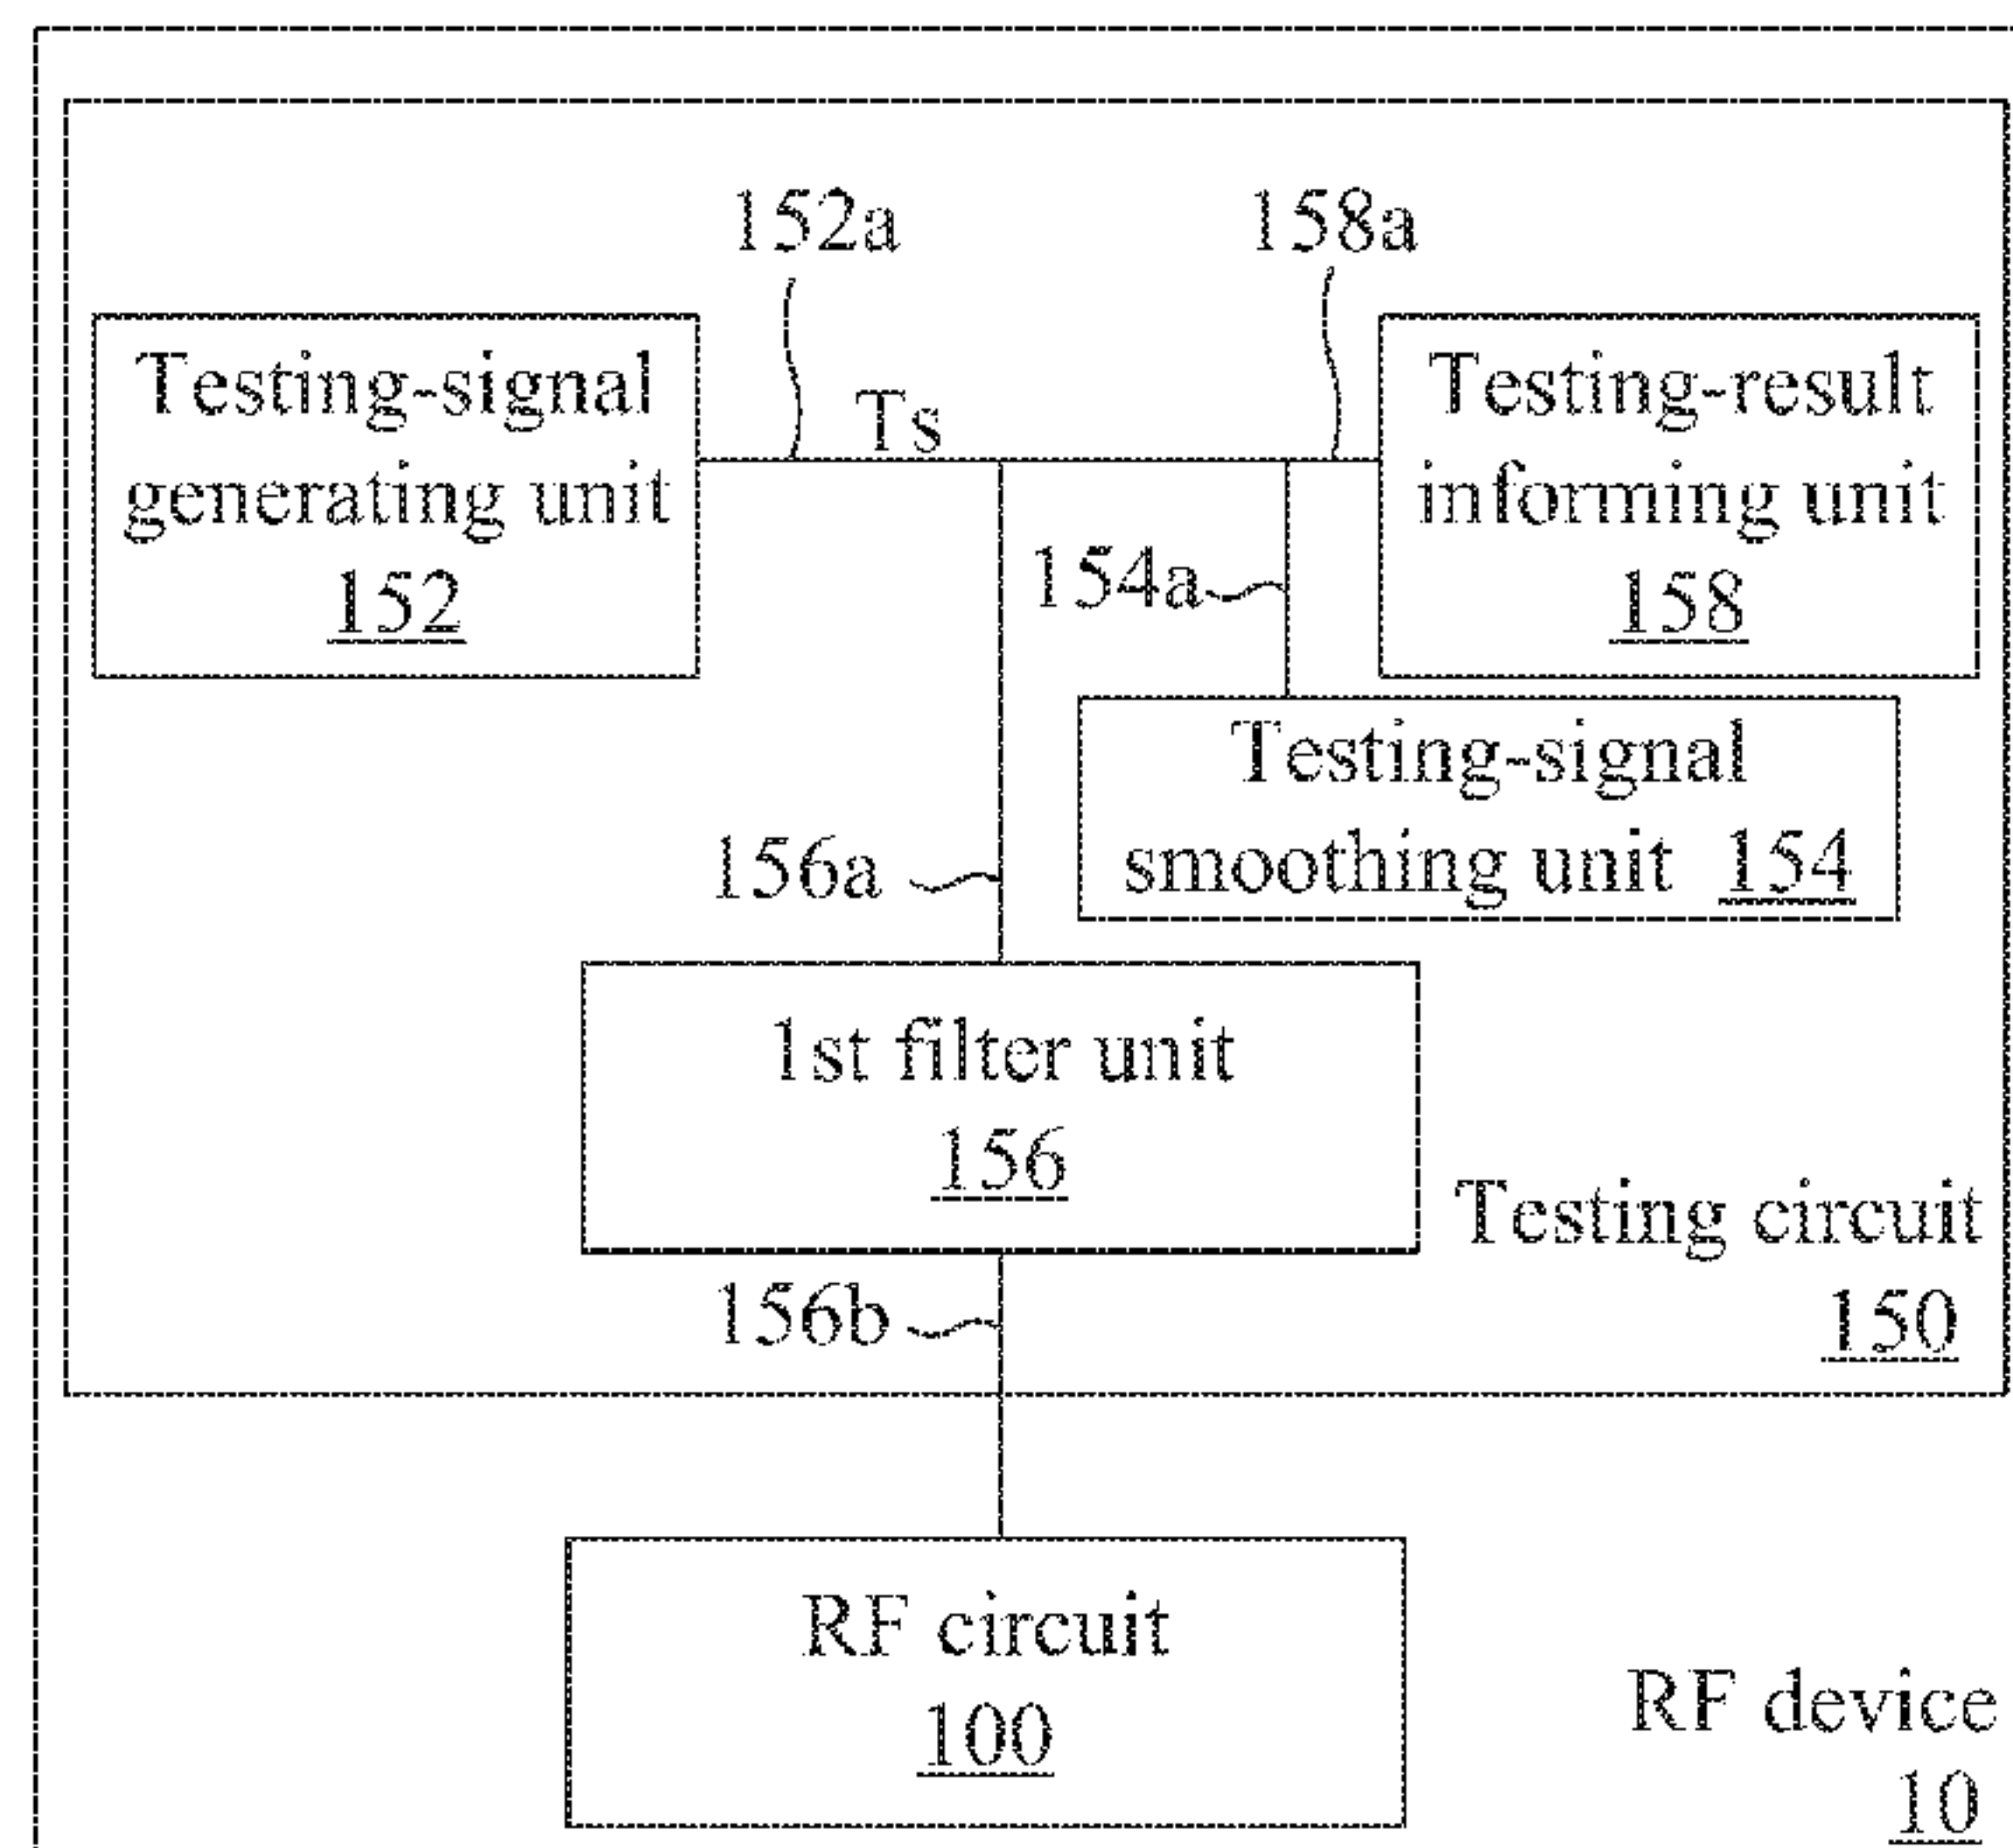 152a
158a
Testing-signal
generating unit
152
Ts
Testing-result
informing unit
158
154a
Testing-signal
smoothing unit 154
156a
1st filter unit
156
Testing circuit
150
156b
RF circuit
100
RF device
10